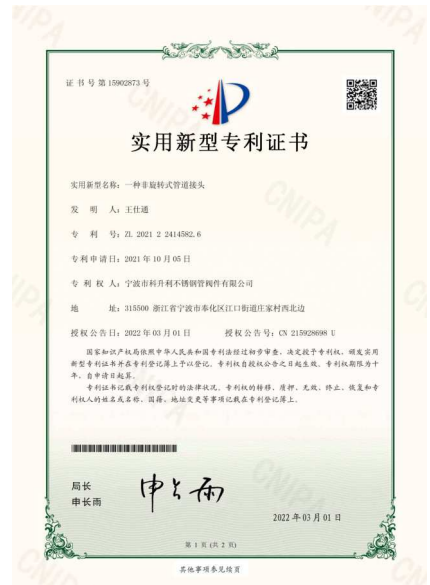 证书号第15902873号
实用新型专利证书
实用新型名称：一种非旋转式管道接头
发 明 人：王仕通
专 利 号：ZL 2021 2 2414582.6
专利申请日：2021年10月05日
专 利 权 人：宁波市科升利不锈钢管阀件有限公司
地 址：315500 浙江省宁波市奉化区江口街道庄家村西北边
授权公告日：2022年03月01日 授权公告号：CN 215928698 U
国家知识产权局依照中华人民共和国专利法经过初步审查，决定授予专利权，颁发实用
新型专利证书并在专利登记簿上予以登记。专利权自授权公告之日起生效。专利权期限为十
年，自申请日起算。
专利证书记载专利权登记时的法律状况。专利权的转移、质押、无效、终止、恢复和专
利权人的姓名或名称、国籍、地址变更等事项记载在专利登记簿上。
局长
申长雨
申长雨
2022年03月01日
第 1 页 (共 2 页)
其他事项参见续页
CNIPA
CNIPA
CNIPA
CNIPA